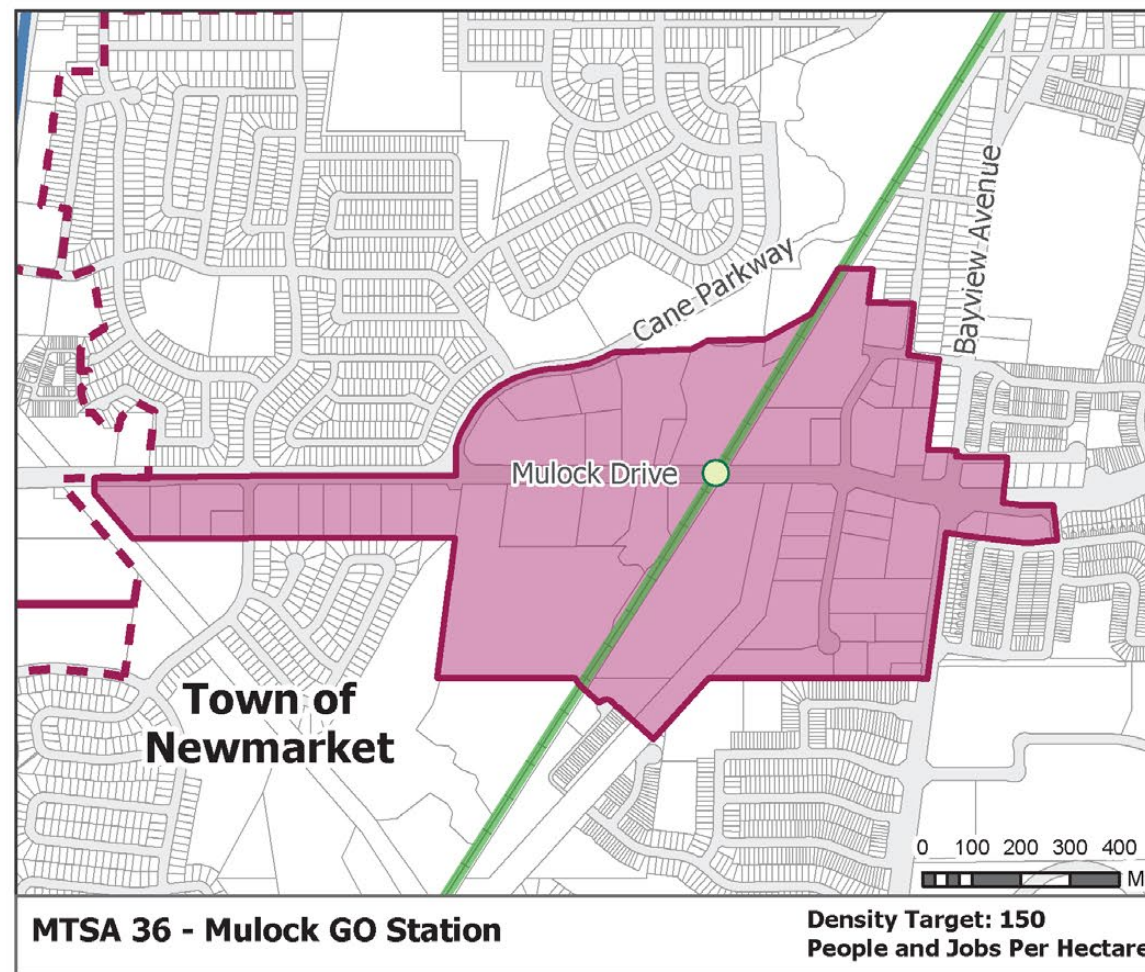 Cane Parkway
Bayview Avenue
Mulock Drive
Town of
Newmarket
0 100 200 300 400
M
MTSA 36 - Mulock GO Station
Density Target: 150
People and Jobs Per Hectare